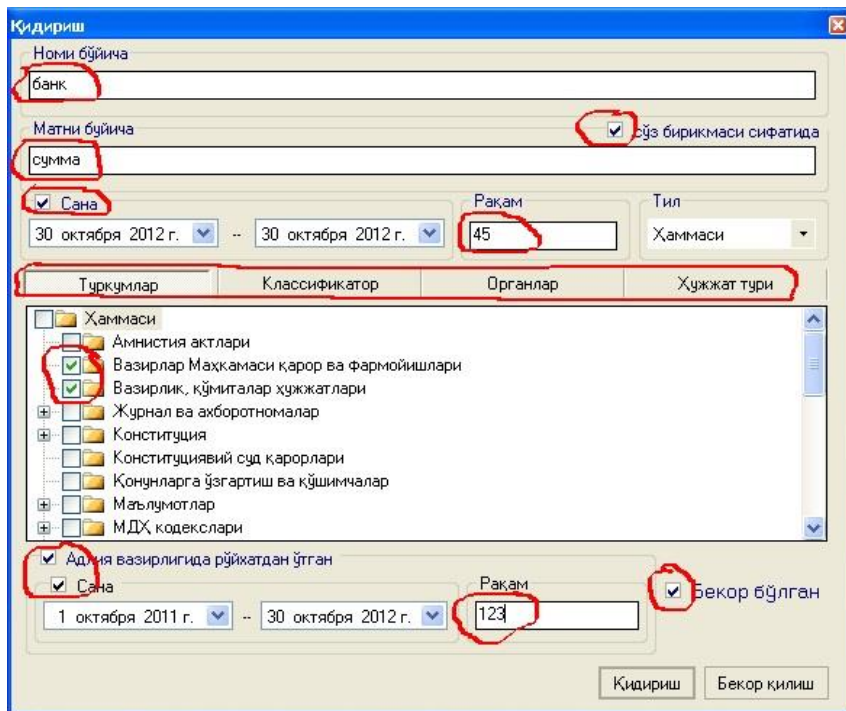 Қидириш
Номи бўйича
банк
Матни буйича
сўз бирикмаси сифатида
сумма
Сана
Рақам
Тил
30 октября 2012 г. -- 30 октября 2012 г.
45
Ҳаммаси
Туркумлар Классификатор Органлар Ҳужжат тури
Ҳаммаси
Амнистия актлари
Вазирлар Маҳкамаси қарор ва фармойишлари
Вазирлик, қўмиталар ҳужжатлари
Журнал ва ахборотномалар
Конституция
Конституциявий суд қарорлари
Қонунларга ўзгартиш ва қўшимчалар
Маълумотлар
МДҲ кодекслари
Адлия вазирлигида рўйхатдан ўтган
Сана
Рақам
Бекор бўлган
1 октября 2011 г. -- 30 октября 2012 г.
123
Қидириш Бекор қилиш